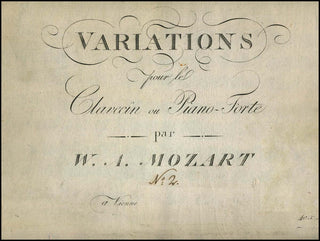 VARIATIONS
pour le
Clavecin ou Piano-Forte
par
W. A. MOZART
No 2.
a Vienne